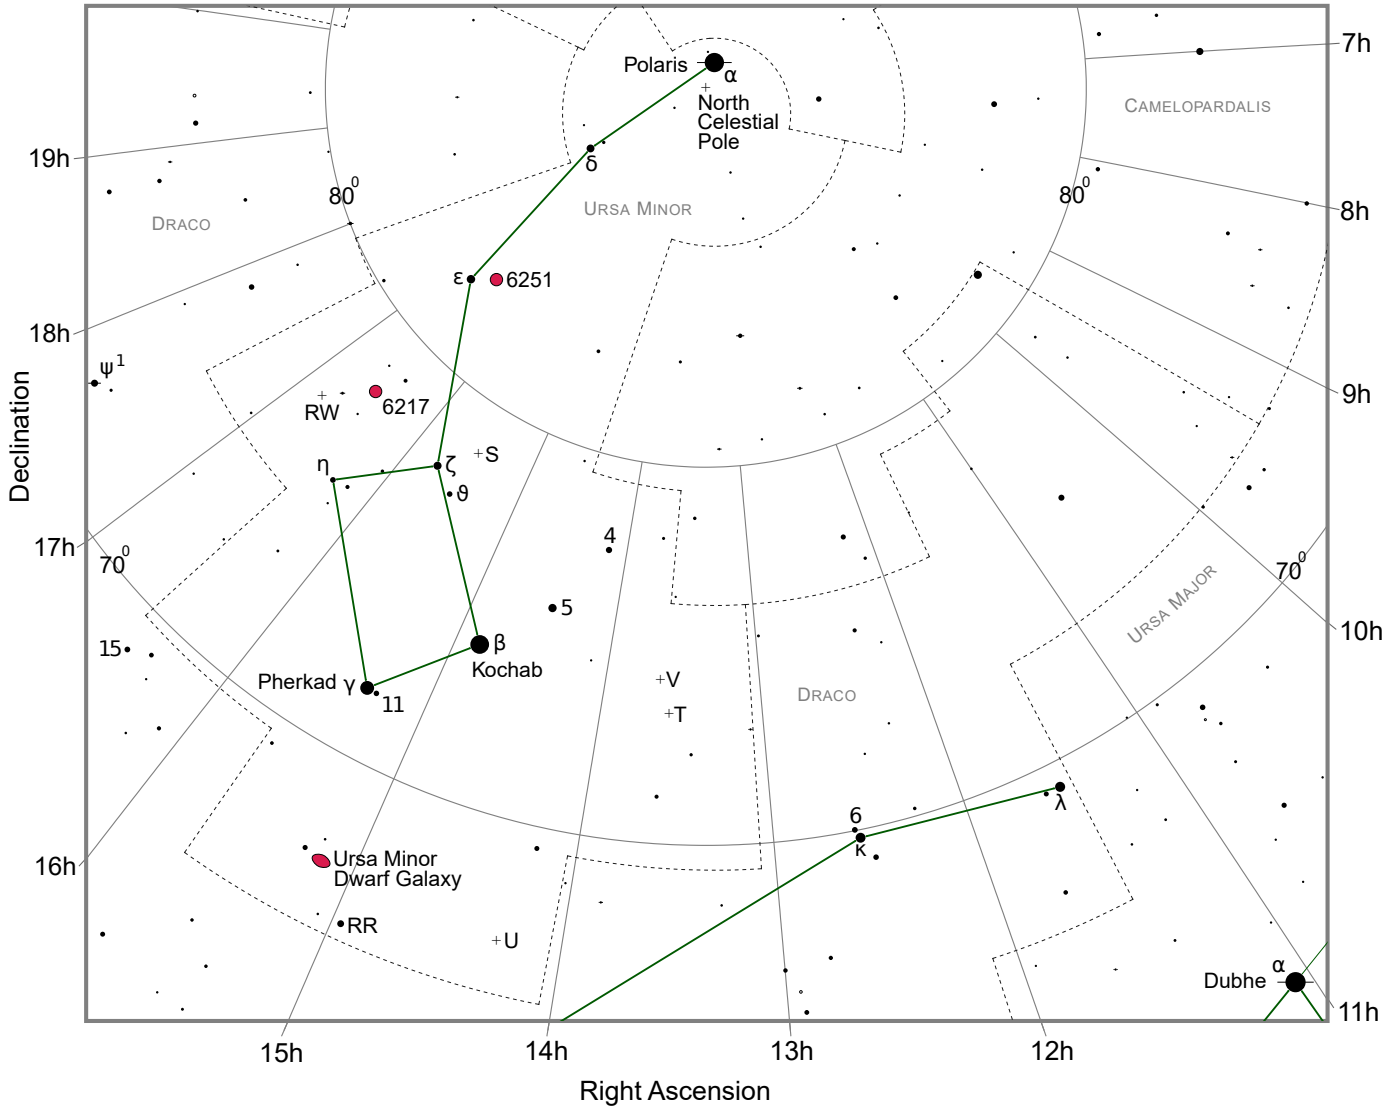 7h
Polaris
α
North
Celestial
Pole
CAMELOPARDALIS
19h
80⁰
80⁰
8h
DRACO
URSA MINOR
δ
ε
6251
18h
ψ¹
RW
6217
9h
Declination
η
ζ
S
ϑ
4
17h
70⁰
70⁰
5
URSA MAJOR
10h
15
β
Kochab
Pherkad
γ
11
V
T
DRACO
λ
6
κ
16h
Ursa Minor
Dwarf Galaxy
RR
U
α
Dubhe
11h
15h
14h
13h
12h
Right Ascension